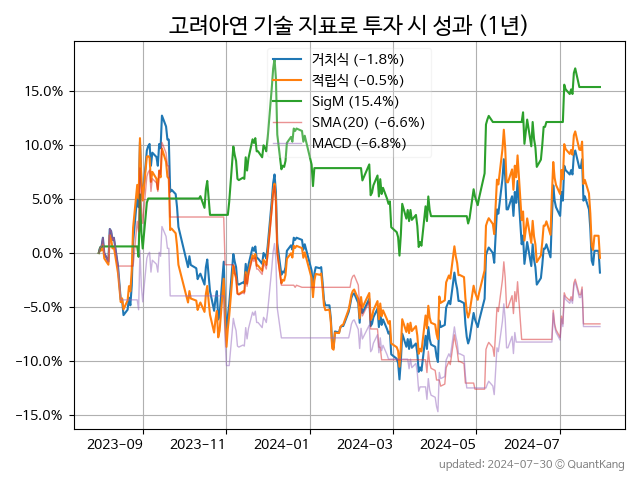 고려아연 기술 지표로 투자 시 성과 (1년)
거치식 (−1.8%)
적립식 (−0.5%)
SigM (15.4%)
SMA(20) (−6.6%)
MACD (−6.8%)
15.0%
10.0%
5.0%
0.0%
−5.0%
−10.0%
−15.0%
2023−09 2023−11 2024−01 2024−03 2024−05 2024−07
updated: 2024−07−30 © QuantKang